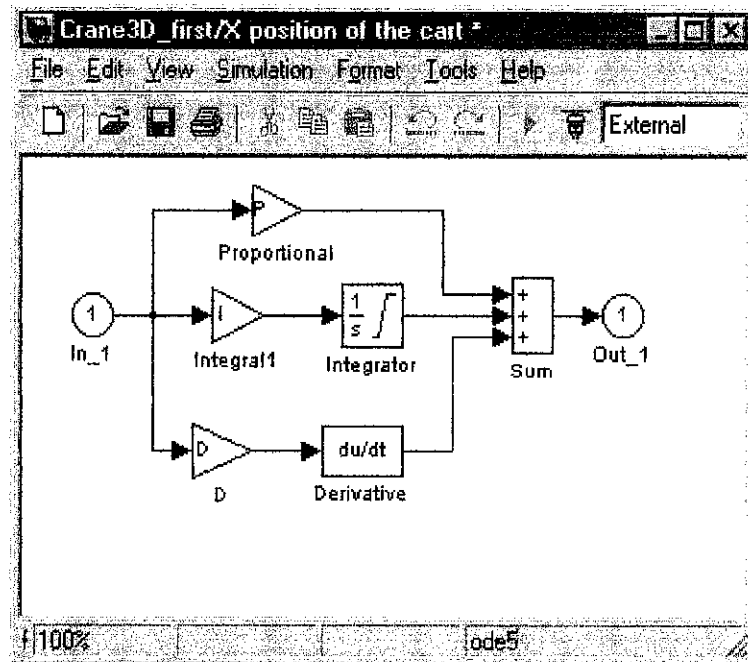 Crane3D_first/X position of the cart *
File Edit View Simulation Format Tools Help
External
P
Proportional
1
In_1
I
Integral1
1
s
Integrator
+
+
+
Sum
1
Out_1
D
D
du/dt
Derivative
100%
ode5